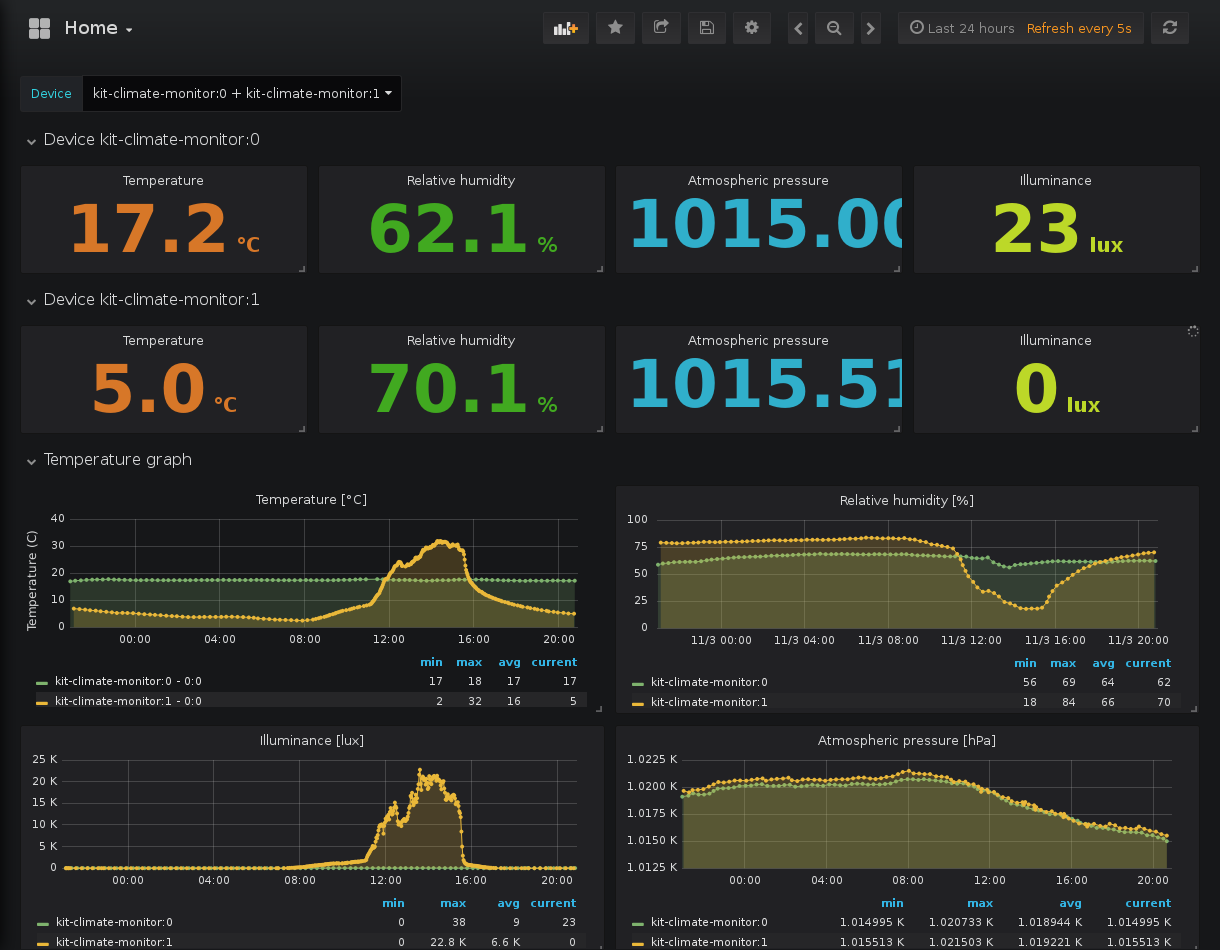 Home
Last 24 hours Refresh every 5s
Device kit-climate-monitor:0 + kit-climate-monitor:1
Device kit-climate-monitor:0
Temperature Relative humidity Atmospheric pressure Illuminance
17.2 °C 62.1 % 1015.00 23 lux
Device kit-climate-monitor:1
Temperature Relative humidity Atmospheric pressure Illuminance
5.0 °C 70.1 % 1015.51 0 lux
Temperature graph
Temperature [°C]
Temperature (C)
40
30
20
10
0
00:00 04:00 08:00 12:00 16:00 20:00
min max avg current
kit-climate-monitor:0 - 0:0 17 18 17 17
kit-climate-monitor:1 - 0:0 2 32 16 5
Relative humidity [%]
100
75
50
25
0
11/3 00:00 11/3 04:00 11/3 08:00 11/3 12:00 11/3 16:00 11/3 20:00
min max avg current
kit-climate-monitor:0 56 69 64 62
kit-climate-monitor:1 18 84 66 70
Illuminance [lux]
25 K
20 K
15 K
10 K
5 K
0
00:00 04:00 08:00 12:00 16:00 20:00
min max avg current
kit-climate-monitor:0 0 38 9 23
kit-climate-monitor:1 0 22.8 K 6.6 K 0
Atmospheric pressure [hPa]
1.0225 K
1.0200 K
1.0175 K
1.0150 K
1.0125 K
00:00 04:00 08:00 12:00 16:00 20:00
min max avg current
kit-climate-monitor:0 1.014995 K 1.020733 K 1.018944 K 1.014995 K
kit-climate-monitor:1 1.015513 K 1.021503 K 1.019221 K 1.015513 K